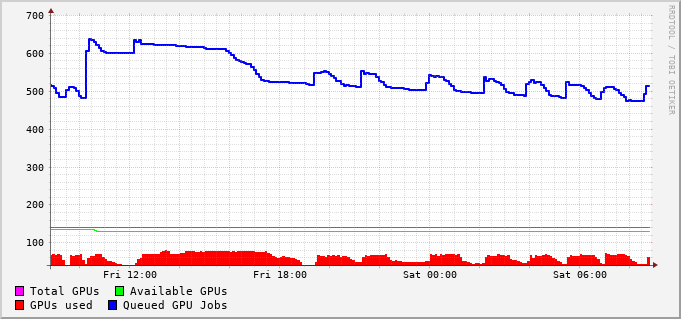 700
600
500
400
300
200
100
Fri 12:00 Fri 18:00 Sat 00:00 Sat 06:00
Total GPUs Available GPUs
GPUs used Queued GPU Jobs
RRDTOOL / TOBI OETIKER